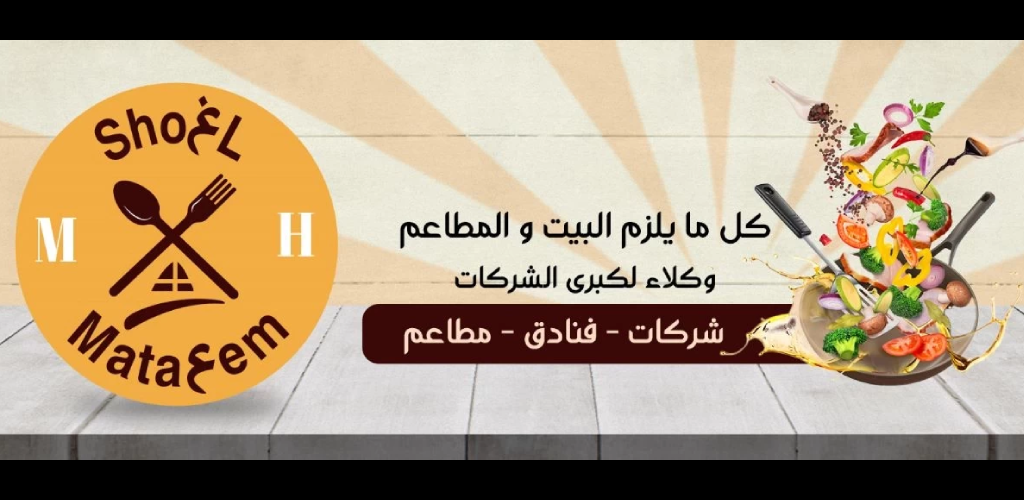 ShoغL
M H
Mataعem
كل ما يلزم البيت و المطاعم
وكلاء لكبرى الشركات
شركات - فنادق - مطاعم